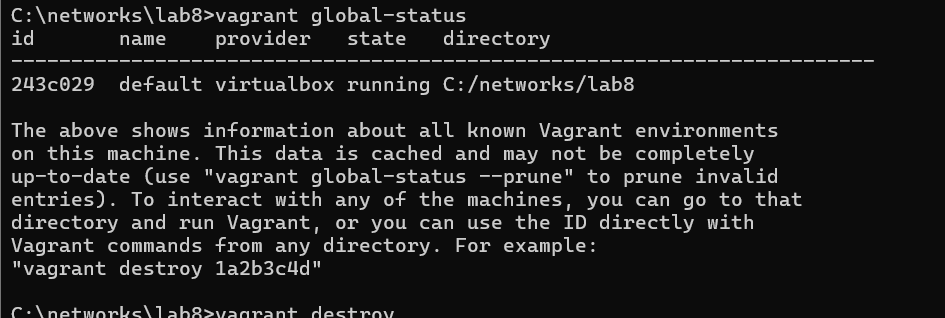 C:\networks\lab8>vagrant global-status
id       name    provider   state   directory
------------------------------------------------------------------------
243c029  default virtualbox running C:/networks/lab8
The above shows information about all known Vagrant environments
on this machine. This data is cached and may not be completely
up-to-date (use "vagrant global-status --prune" to prune invalid
entries). To interact with any of the machines, you can go to that
directory and run Vagrant, or you can use the ID directly with
Vagrant commands from any directory. For example:
"vagrant destroy 1a2b3c4d"
C:\networks\lab8>vagrant destroy